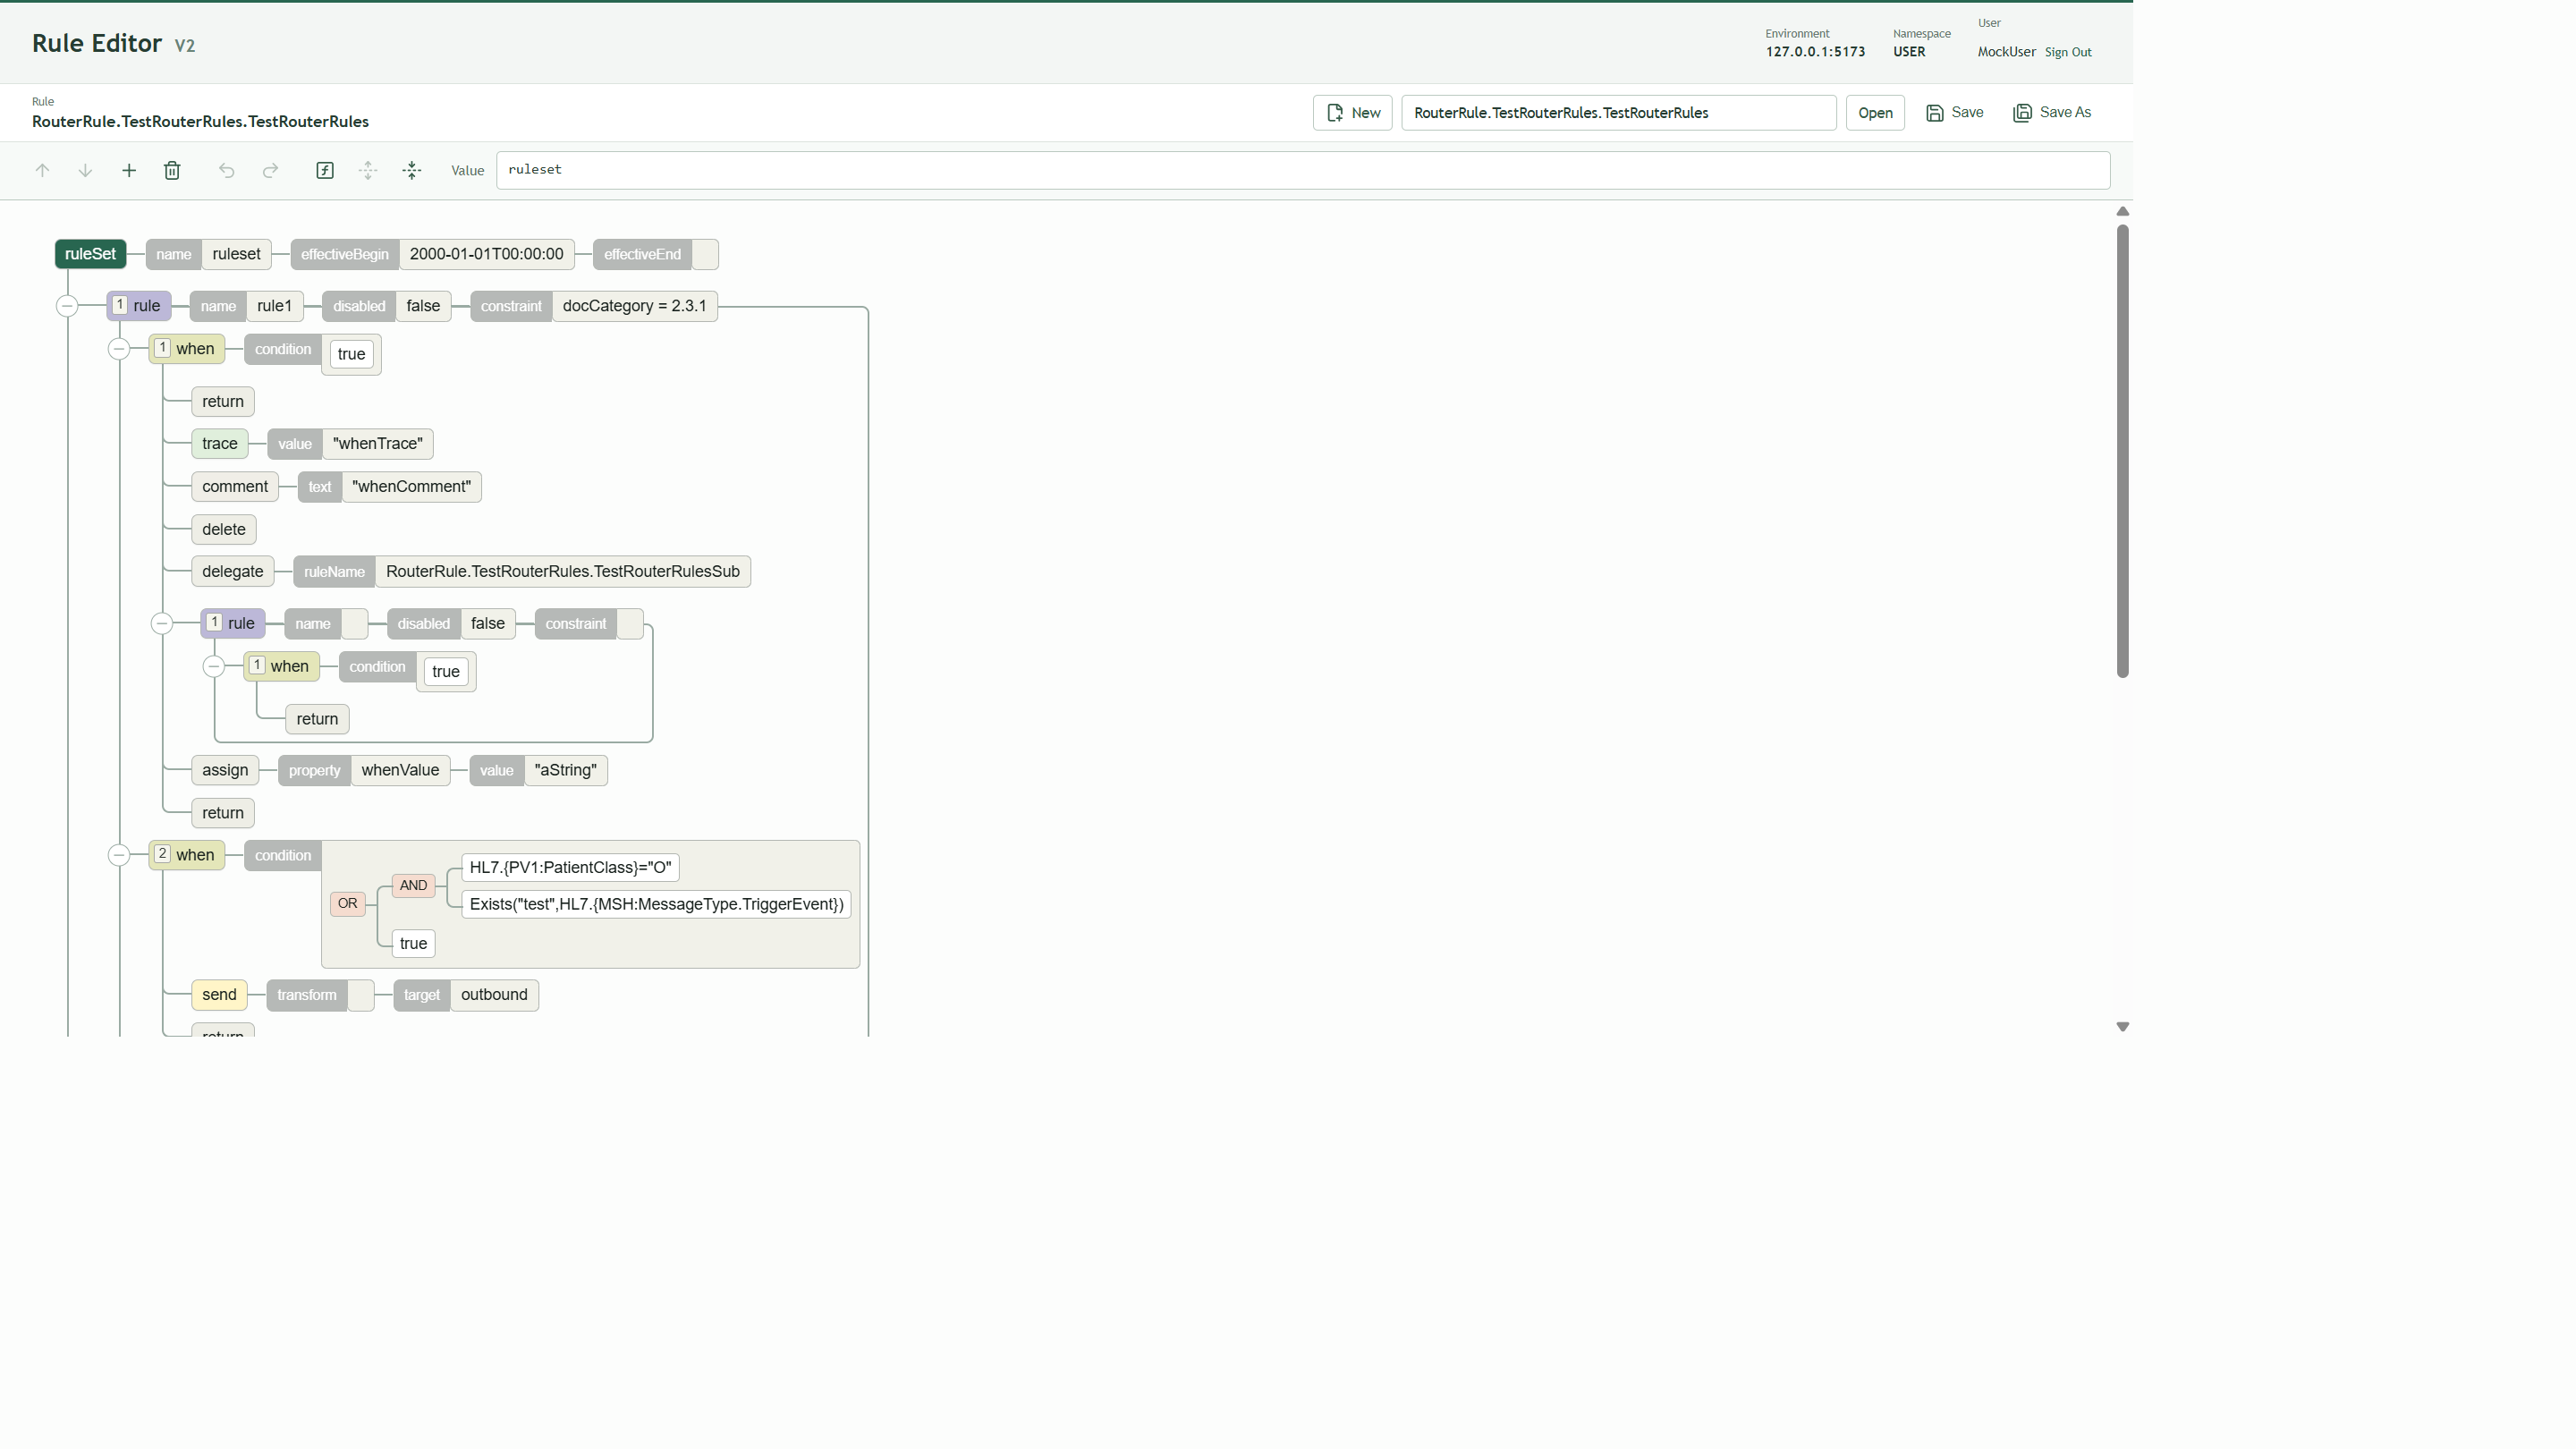 Rule Editor V2
Environment
127.0.0.1:5173
Namespace
USER
User
MockUser Sign Out
Rule
RouterRule.TestRouterRules.TestRouterRules
New
RouterRule.TestRouterRules.TestRouterRules
Open
Save
Save As
Value
ruleset
ruleSet name ruleset effectiveBegin 2000-01-01T00:00:00 effectiveEnd
1 rule name rule1 disabled false constraint docCategory = 2.3.1
1 when condition true
return
trace value "whenTrace"
comment text "whenComment"
delete
delegate ruleName RouterRule.TestRouterRules.TestRouterRulesSub
1 rule name disabled false constraint
1 when condition true
return
assign property whenValue value "aString"
return
2 when condition
OR
AND
HL7.{PV1:PatientClass}="O"
Exists("test",HL7.{MSH:MessageType.TriggerEvent})
true
send transform target outbound
return